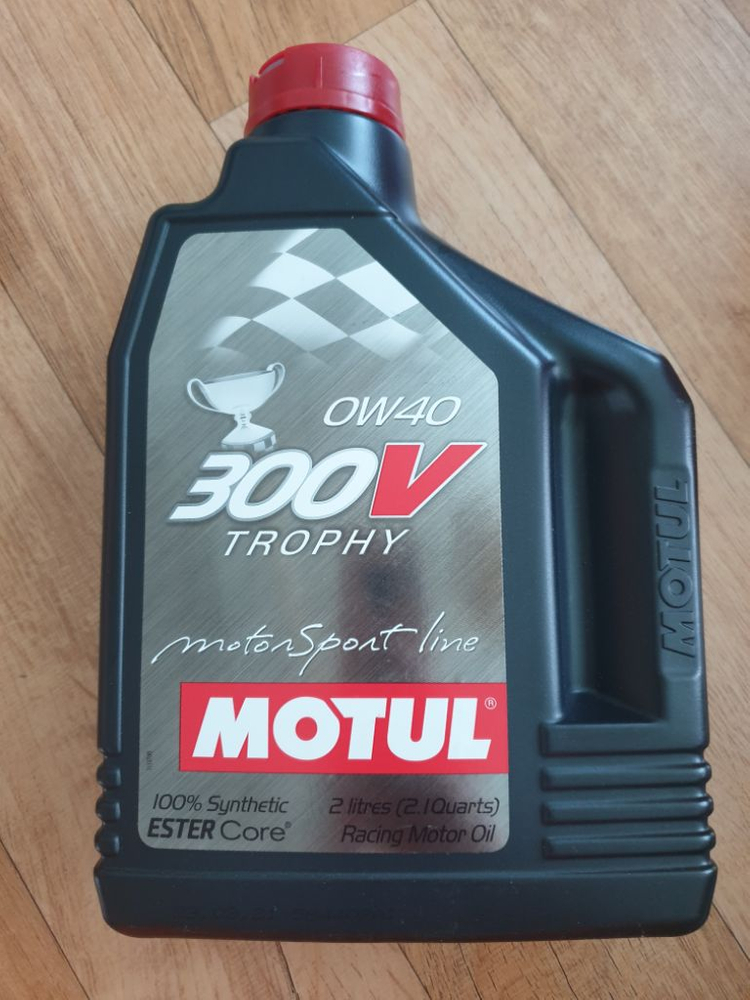 0W40
300V
TROPHY
motorSport line
MOTUL®
100% Synthetic
ESTER Core®
2 litres (2.1Quarts)
Racing Motor Oil
MOTUL